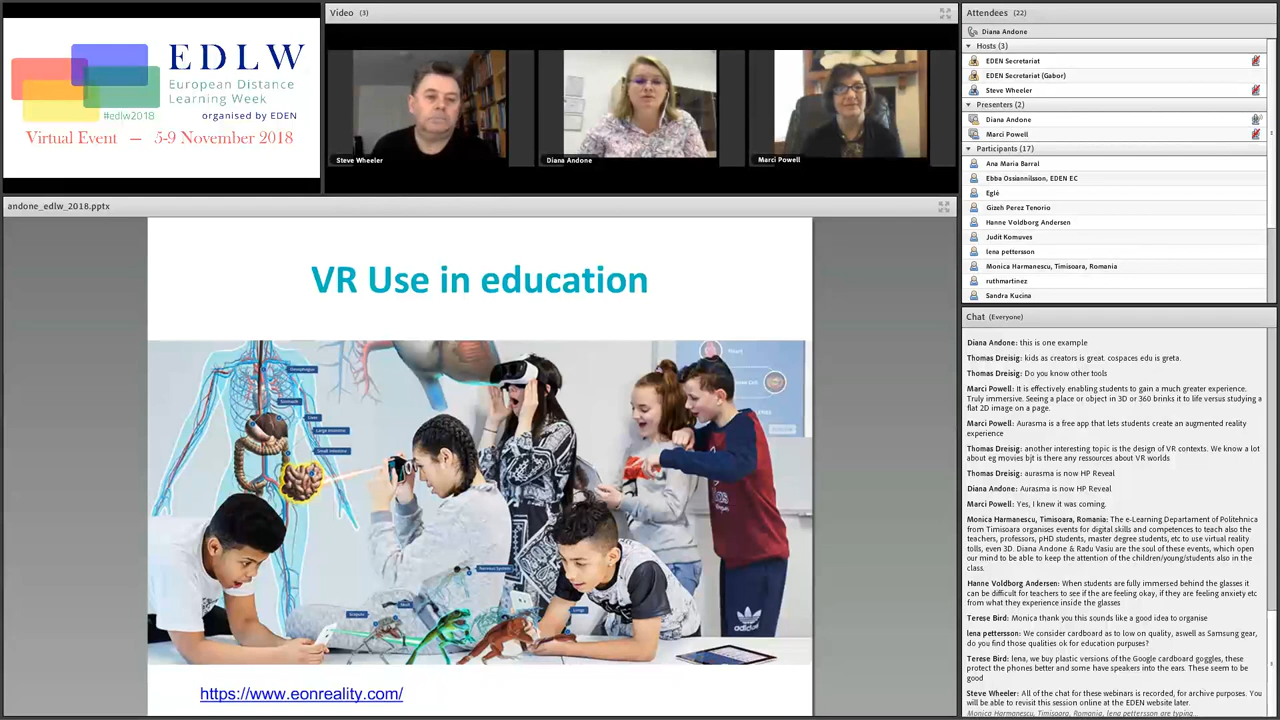 EDLW
European Distance
Learning Week
#edlw2018
organised by EDEN
Virtual Event — 5-9 November 2018
Video (3)
Steve Wheeler
Diana Andone
Marci Powell
andone_edlw_2018.pptx
VR Use in education
Oesophagus
Stomach
Liver
Large Intestine
Small Intestine
Heart
Nervous System
Lungs
adidas
https://www.eonreality.com/
Attendees (22)
Diana Andone
Hosts (3)
EDEN Secretariat
EDEN Secretariat (Gabor)
Steve Wheeler
Presenters (2)
Diana Andone
Marci Powell
Participants (17)
Ana Maria Barral
Ebba Ossiannilsson, EDEN EC
Eglė
Gizeh Perez Tenorio
Hanne Voldborg Andersen
Judit Komuves
lena pettersson
Monica Harmanescu, Timisoara, Romania
ruthmartinez
Sandra Kucina
Chat (Everyone)
Diana Andone: this is one example
Thomas Dreisig: kids as creators is great. cospaces edu is greta.
Thomas Dreisig: Do you know other tools
Marci Powell: It is effectively enabling students to gain a much greater experience.
Truly immersive. Seeing a place or object in 3D or 360 brinks it to life versus studying a
flat 2D image on a page.
Marci Powell: Aurasma is a free app that lets students create an augmented reality
experience
Thomas Dreisig: another interesting topic is the design of VR contexts. We know a lot
about eg movies bjt is there any ressources about VR worlds
Thomas Dreisig: aurasma is now HP Reveal
Diana Andone: Aurasma is now HP Reveal
Marci Powell: Yes, I knew it was coming.
Monica Harmanescu, Timisoara, Romania: The e-Learning Departament of Politehnica
from Timisoara organises events for digital skills and competences to teach also the
teachers, professors, pHD students, master degree students, etc to use virtual reality
tolls, even 3D. Diana Andone & Radu Vasiu are the soul of these events, which open
our mind to be able to keep the attention of the children/young/students also in the
class.
Hanne Voldborg Andersen: When students are fully immersed behind the glasses it
can be difficult for teachers to see if the are feeling okay, if they are feeling anxiety etc
from what they experience inside the glasses
Terese Bird: Monica thank you this sounds like a good idea to organise
lena pettersson: We consider cardboard as to low on quality, aswell as Samsung gear,
do you find those qualities ok for education purpuses?
Terese Bird: lena, we buy plastic versions of the Google cardboard goggles, these
protect the phones better and some have speakers into the ears. These seem to be
good
Steve Wheeler: All of the chat for these webinars is recorded, for archive purposes. You
will be able to revisit this session online at the EDEN website later.
Monica Harmanescu, Timisoara, Romania, lena pettersson are typing...